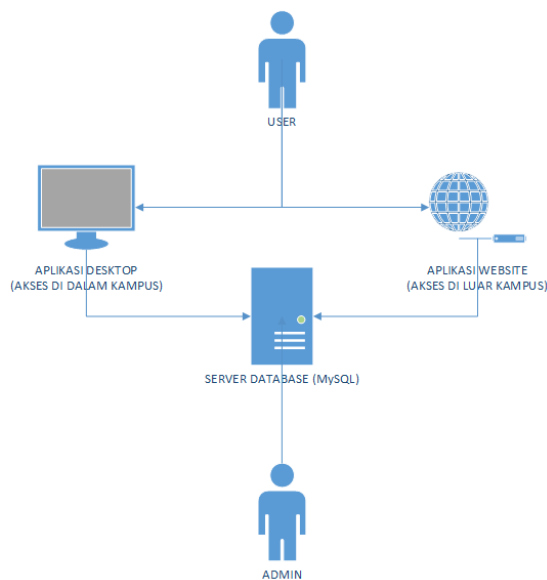 USER
APLIKASI DESKTOP
(AKSES DI DALAM KAMPUS)
APLIKASI WEBSITE
(AKSES DI LUAR KAMPUS)
SERVER DATABASE (MySQL)
ADMIN